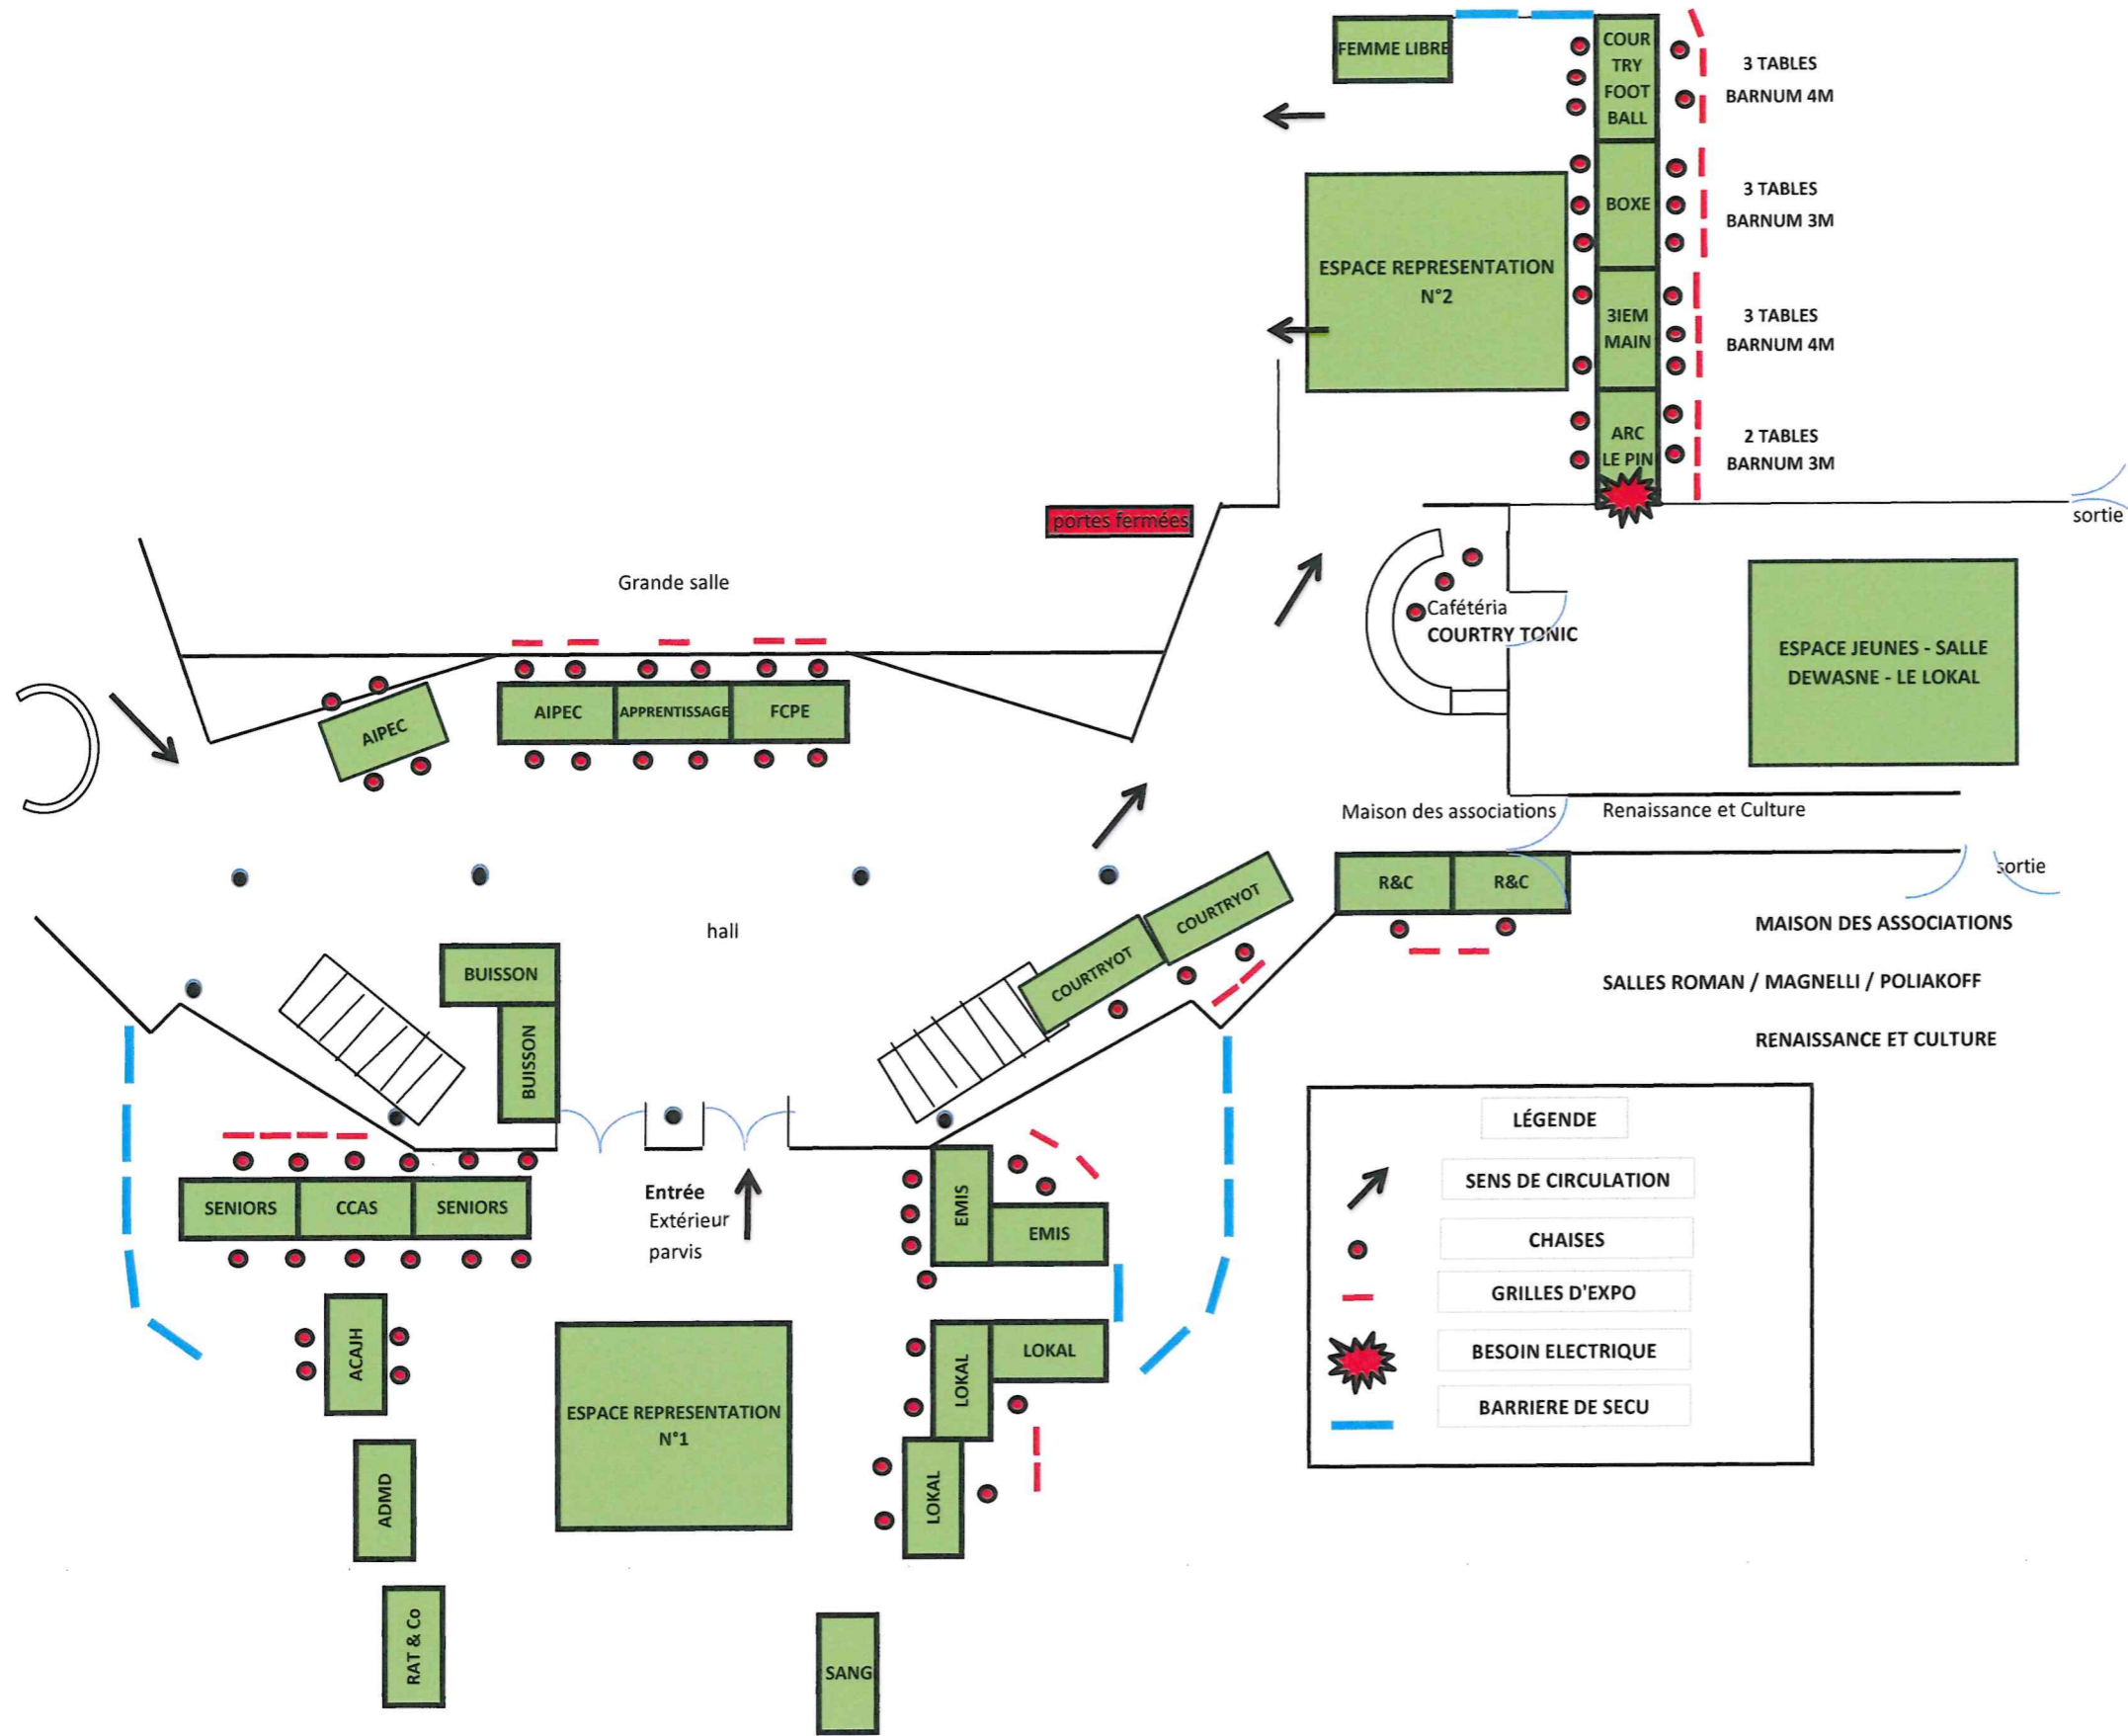 FEMME LIBRE
COUR
TRY
FOOT
BALL
3 TABLES
BARNUM 4M
BOXE
3 TABLES
BARNUM 3M
ESPACE REPRESENTATION
N°2
3IEM
MAIN
3 TABLES
BARNUM 4M
ARC
LE PIN
2 TABLES
BARNUM 3M
sortie
portes fermées
Grande salle
Cafétéria
COURTRY TONIC
ESPACE JEUNES - SALLE
DEWASNE - LE LOKAL
AIPEC
AIPEC
APPRENTISSAGE
FCPE
Maison des associations
Renaissance et Culture
sortie
R&C
R&C
COURTRYOT
COURTRYOT
hall
MAISON DES ASSOCIATIONS
SALLES ROMAN / MAGNELLI / POLIAKOFF
RENAISSANCE ET CULTURE
BUISSON
BUISSON
SENIORS
CCAS
SENIORS
Entrée
Extérieur
parvis
EMIS
EMIS
ACAJH
ADMD
RAT & Co
ESPACE REPRESENTATION
N°1
LOKAL
LOKAL
LOKAL
SANG
LÉGENDE
SENS DE CIRCULATION
CHAISES
GRILLES D'EXPO
BESOIN ELECTRIQUE
BARRIERE DE SECU